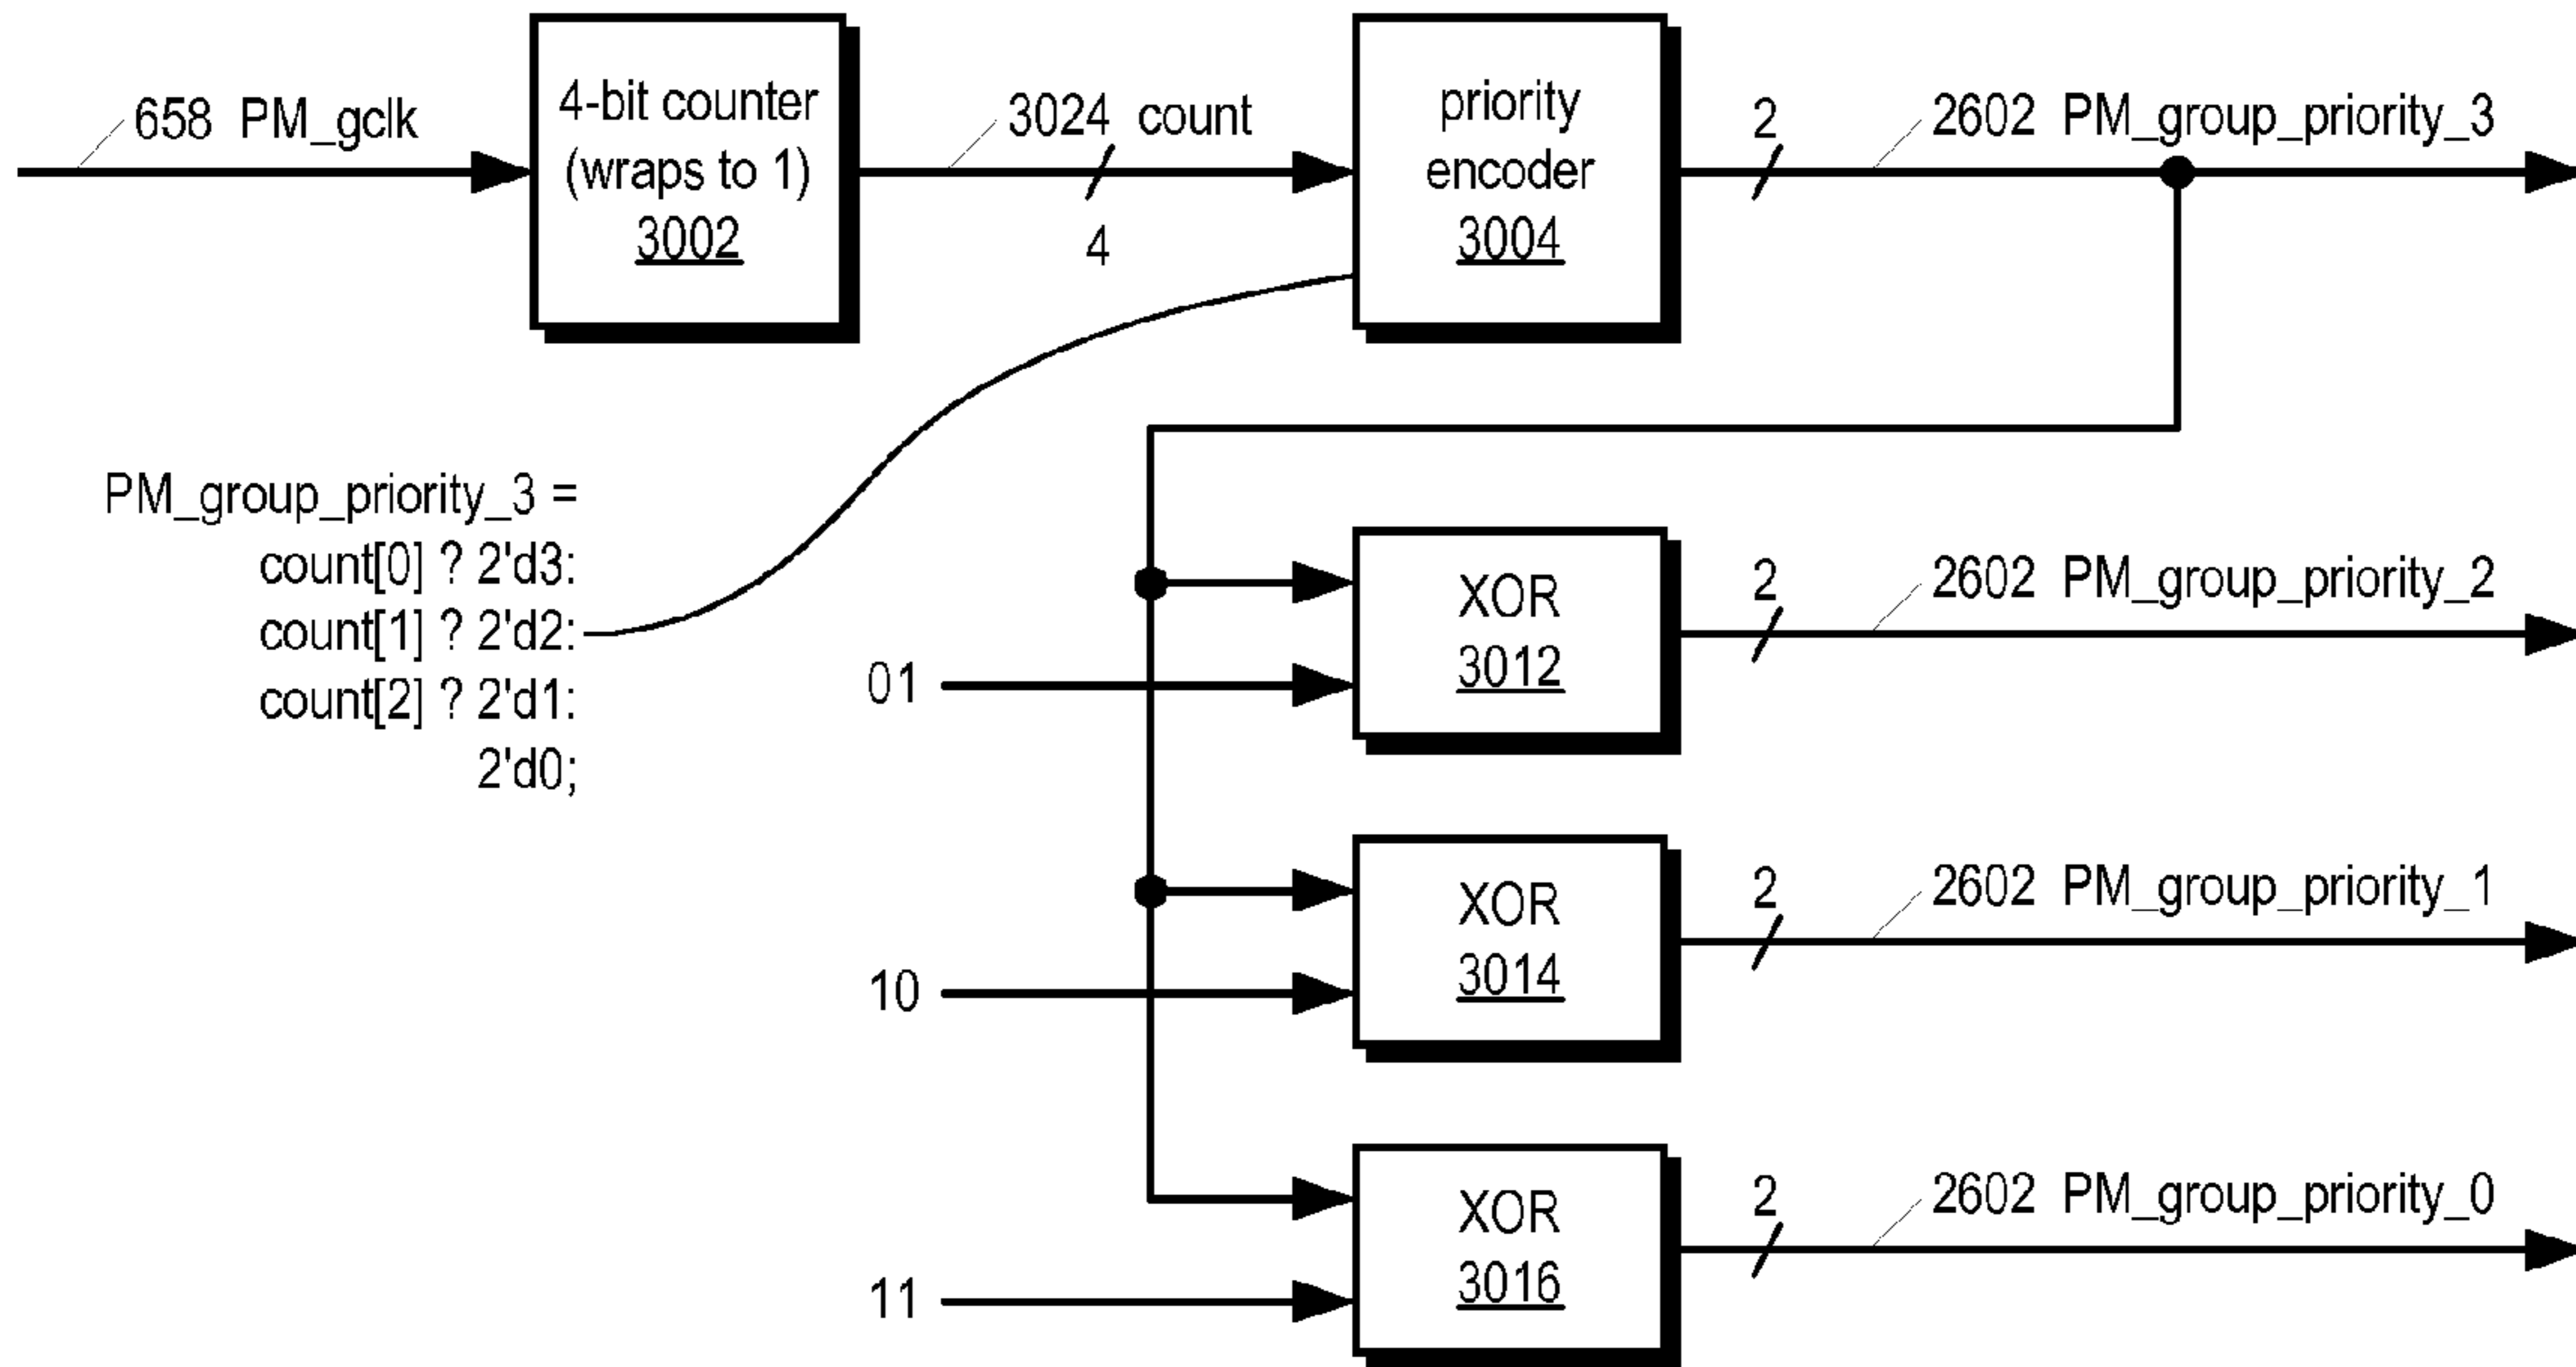 658 PM_gclk
4-bit counter
(wraps to 1)
3002
3024 count
4
priority
encoder
3004
2
2602 PM_group_priority_3
PM_group_priority_3 =
count[0] ? 2'd3:
count[1] ? 2'd2:
count[2] ? 2'd1:
2'd0;
01
XOR
3012
2
2602 PM_group_priority_2
10
XOR
3014
2
2602 PM_group_priority_1
11
XOR
3016
2
2602 PM_group_priority_0